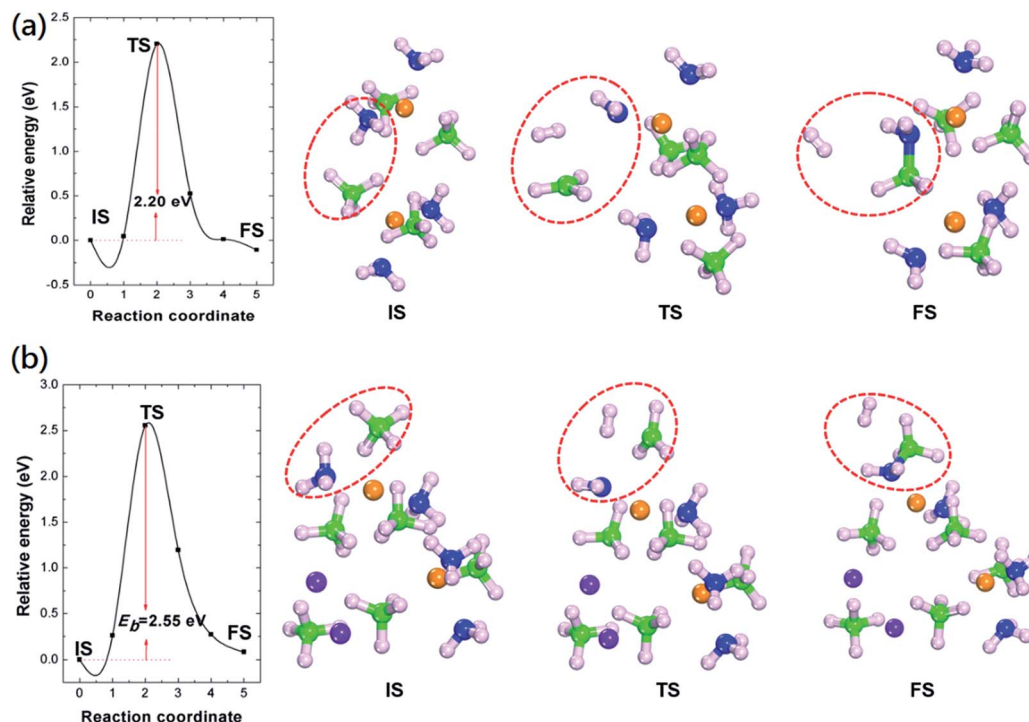 (a)
Relative energy (eV)
2.5
2.0
1.5
1.0
0.5
0.0
-0.5
TS
2.20 eV
IS
FS
0 1 2 3 4 5
Reaction coordinate
IS
TS
FS
(b)
Relative energy (eV)
3.0
2.5
2.0
1.5
1.0
0.5
0.0
TS
Eb=2.55 eV
IS
FS
0 1 2 3 4 5
Reaction coordinate
IS
TS
FS